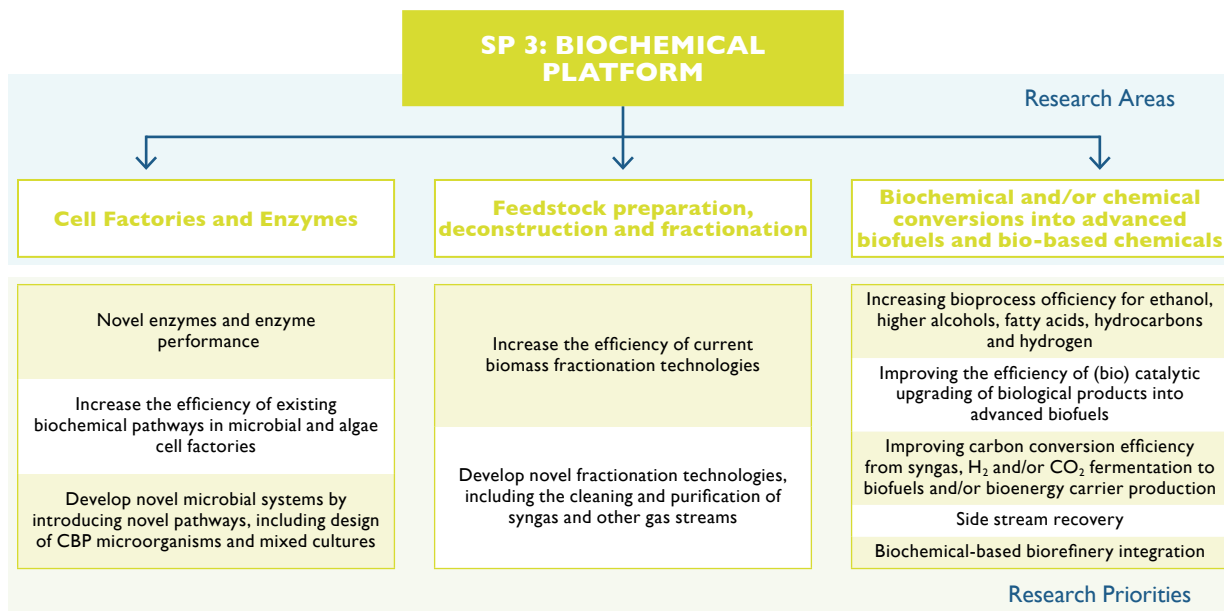 SP 3: BIOCHEMICAL
PLATFORM
Research Areas
Cell Factories and Enzymes
Feedstock preparation,
deconstruction and fractionation
Biochemical and/or chemical
conversions into advanced
biofuels and bio-based chemicals
Novel enzymes and enzyme
performance
Increase the efficiency of existing
biochemical pathways in microbial and algae
cell factories
Develop novel microbial systems by
introducing novel pathways, including design
of CBP microorganisms and mixed cultures
Increase the efficiency of current
biomass fractionation technologies
Develop novel fractionation technologies,
including the cleaning and purification of
syngas and other gas streams
Increasing bioprocess officiency for ethanol,
higher alcohols, fatty acids, hydrocarbons
and hydrogen
Improving the efficiency of (bio) catalytic
upgrading of biological products into
advanced biofuels
Improving carbon conversion efficiency
from syngas, H₂ and/or CO₂ fermentation to
biofuels and/or bioenergy carrier production
Side stream recovery
Biochemical-based biorefinery integration
Research Priorities